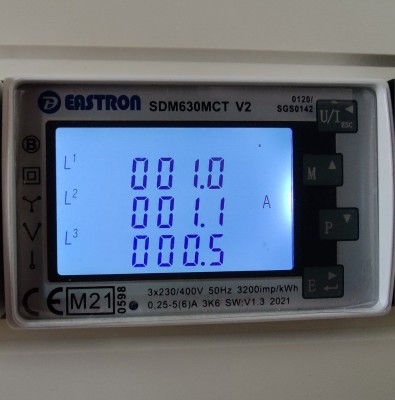 EASTRON SDM630MCT V2
0120/
SGS0142
U/I ESC
L1 001.0
M
L2 001.1 A
P
L3 000.5
E
CE M21 0598
3x230/400V 50Hz 3200imp/kWh
0,25-5(6)A 3K6 SW:V1.3 2021